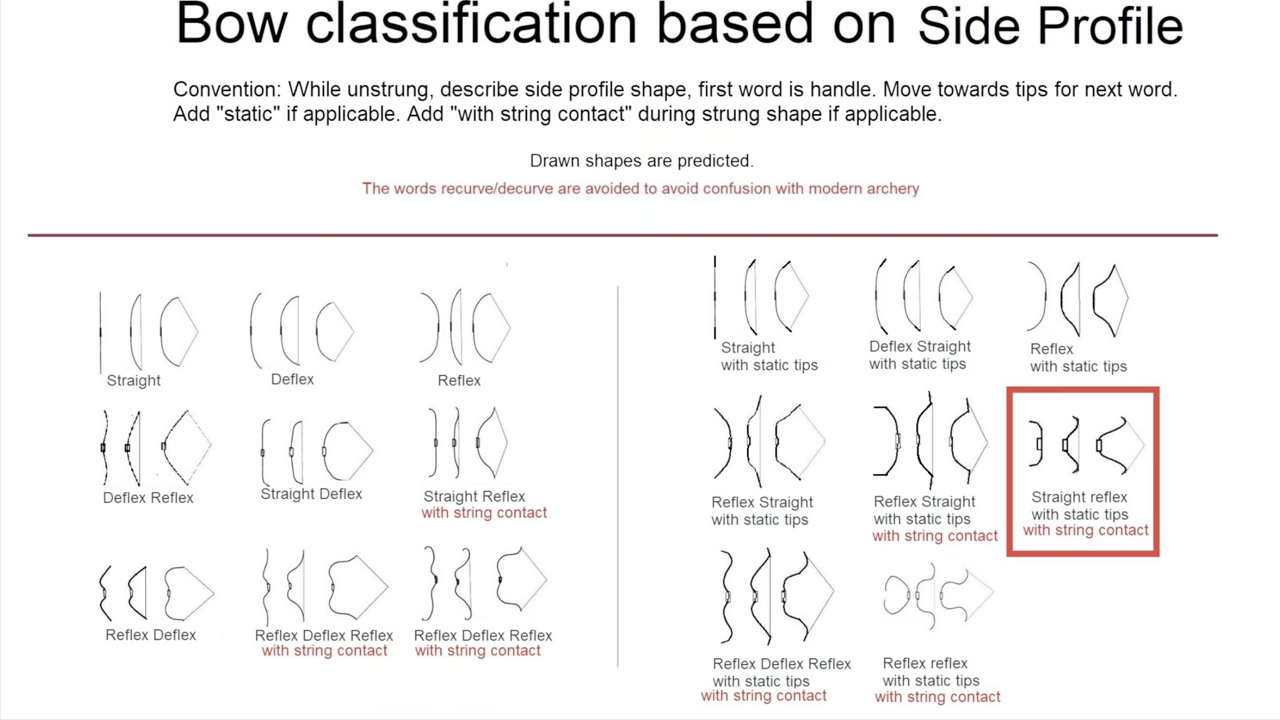 Bow classification based on Side Profile
Convention: While unstrung, describe side profile shape, first word is handle. Move towards tips for next word.
Add "static" if applicable. Add "with string contact" during strung shape if applicable.
Drawn shapes are predicted.
The words recurve/decurve are avoided to avoid confusion with modern archery
Straight
Deflex
Reflex
Deflex Reflex
Straight Deflex
Straight Reflex
with string contact
Reflex Deflex
Reflex Deflex Reflex
with string contact
Reflex Deflex Reflex
with string contact
Straight
with static tips
Deflex Straight
with static tips
Reflex
with static tips
Reflex Straight
with static tips
Reflex Straight
with static tips
with string contact
Straight reflex
with static tips
with string contact
Reflex Deflex Reflex
with static tips
with string contact
Reflex reflex
with static tips
with string contact